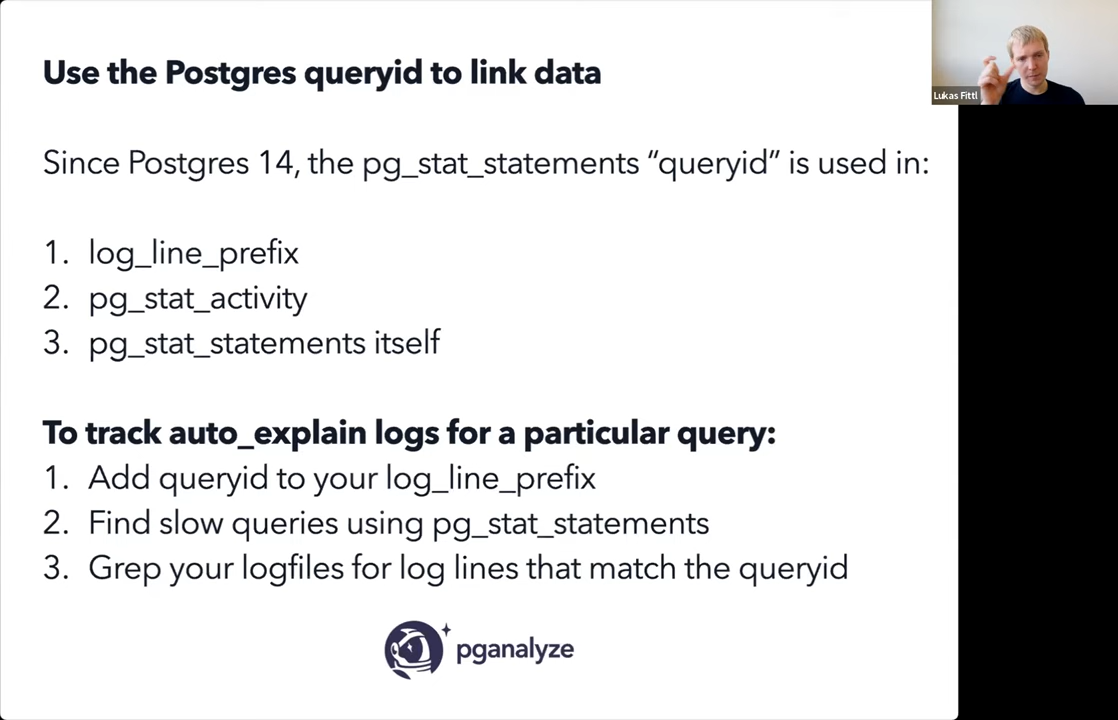 Use the Postgres queryid to link data
Lukas Fittl
Since Postgres 14, the pg_stat_statements “queryid” is used in:
1. log_line_prefix
2. pg_stat_activity
3. pg_stat_statements itself
To track auto_explain logs for a particular query:
1. Add queryid to your log_line_prefix
2. Find slow queries using pg_stat_statements
3. Grep your logfiles for log lines that match the queryid
pganalyze